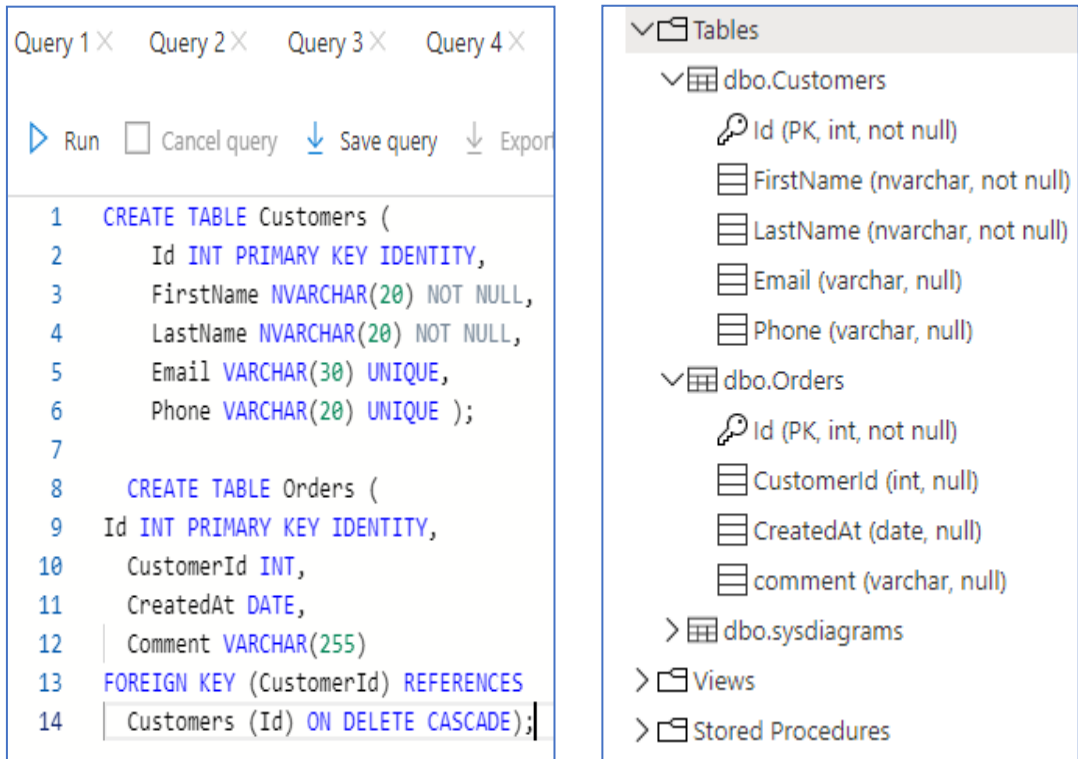 Query 1 Query 2 Query 3 Query 4
Run Cancel query Save query Export
1 CREATE TABLE Customers (
2 Id INT PRIMARY KEY IDENTITY,
3 FirstName NVARCHAR(20) NOT NULL,
4 LastName NVARCHAR(20) NOT NULL,
5 Email VARCHAR(30) UNIQUE,
6 Phone VARCHAR(20) UNIQUE );
7
8 CREATE TABLE Orders (
9 Id INT PRIMARY KEY IDENTITY,
10 CustomerId INT,
11 CreatedAt DATE,
12 Comment VARCHAR(255)
13 FOREIGN KEY (CustomerId) REFERENCES
14 Customers (Id) ON DELETE CASCADE);
Tables
dbo.Customers
Id (PK, int, not null)
FirstName (nvarchar, not null)
LastName (nvarchar, not null)
Email (varchar, null)
Phone (varchar, null)
dbo.Orders
Id (PK, int, not null)
CustomerId (int, null)
CreatedAt (date, null)
comment (varchar, null)
dbo.sysdiagrams
Views
Stored Procedures